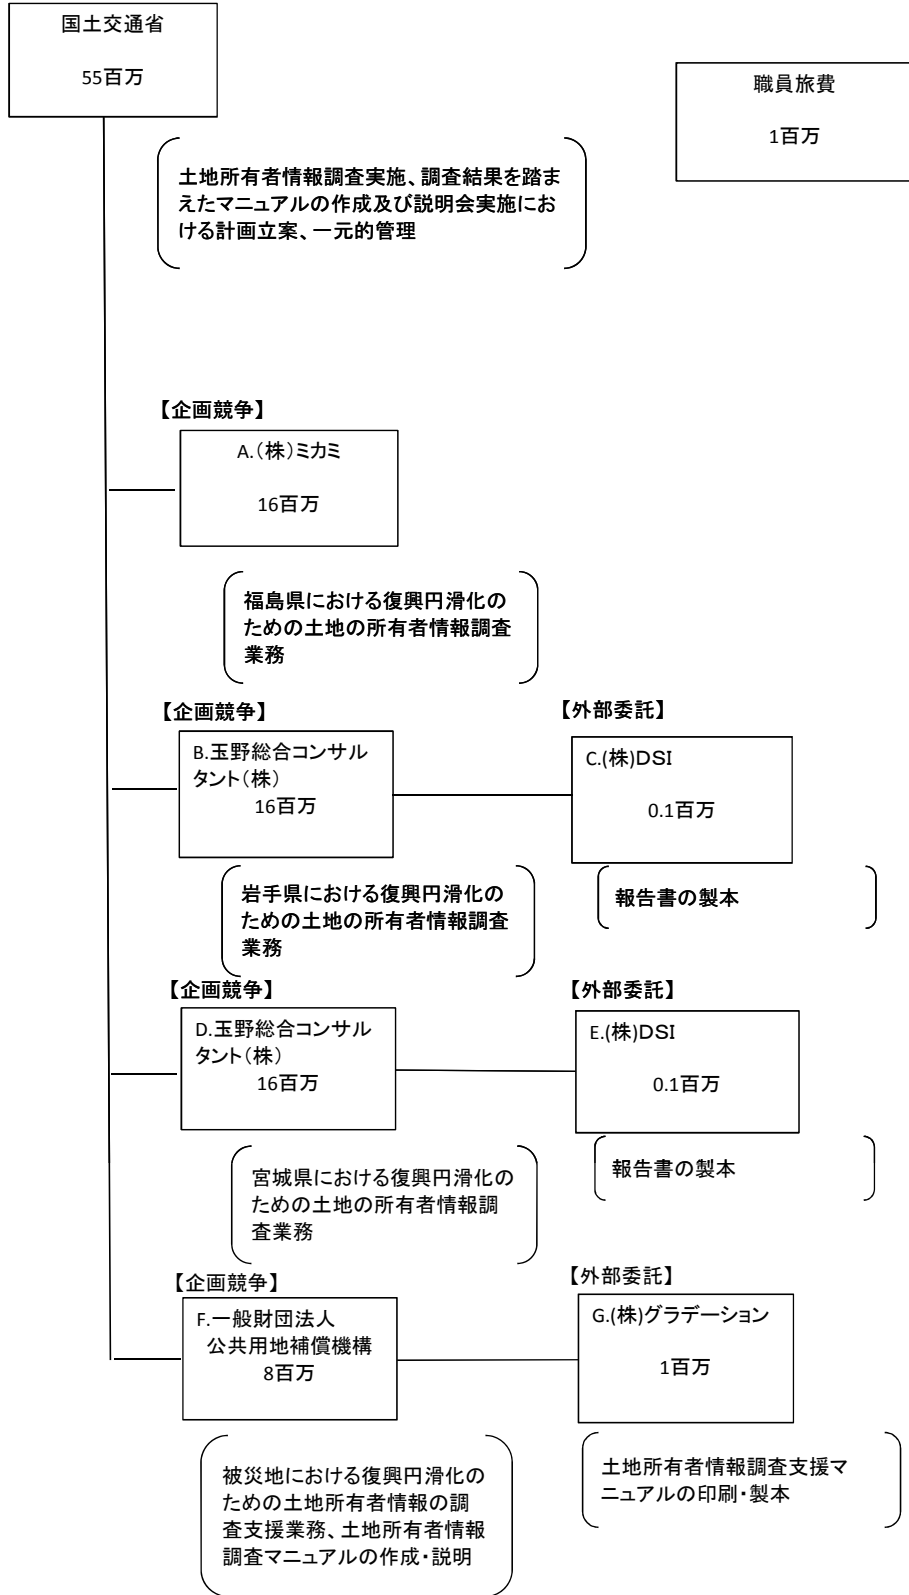 国土交通省
55百万
職員旅費
1百万
土地所有者情報調査実施、調査結果を踏ま
えたマニュアルの作成及び説明会実施にお
ける計画立案、一元的管理
【企画競争】
A.(株)ミカミ
16百万
福島県における復興円滑化の
ための土地の所有者情報調査
業務
【企画競争】
B.玉野総合コンサル
タント(株)
16百万
【外部委託】
C.(株)DSI
0.1百万
岩手県における復興円滑化の
ための土地の所有者情報調査
業務
報告書の製本
【企画競争】
D.玉野総合コンサル
タント(株)
16百万
【外部委託】
E.(株)DSI
0.1百万
宮城県における復興円滑化の
ための土地の所有者情報調
査業務
報告書の製本
【企画競争】
F.一般財団法人
公共用地補償機構
8百万
【外部委託】
G.(株)グラデーション
1百万
被災地における復興円滑化の
ための土地所有者情報の調
査支援業務、土地所有者情報
調査マニュアルの作成・説明
土地所有者情報調査支援マ
ニュアルの印刷・製本